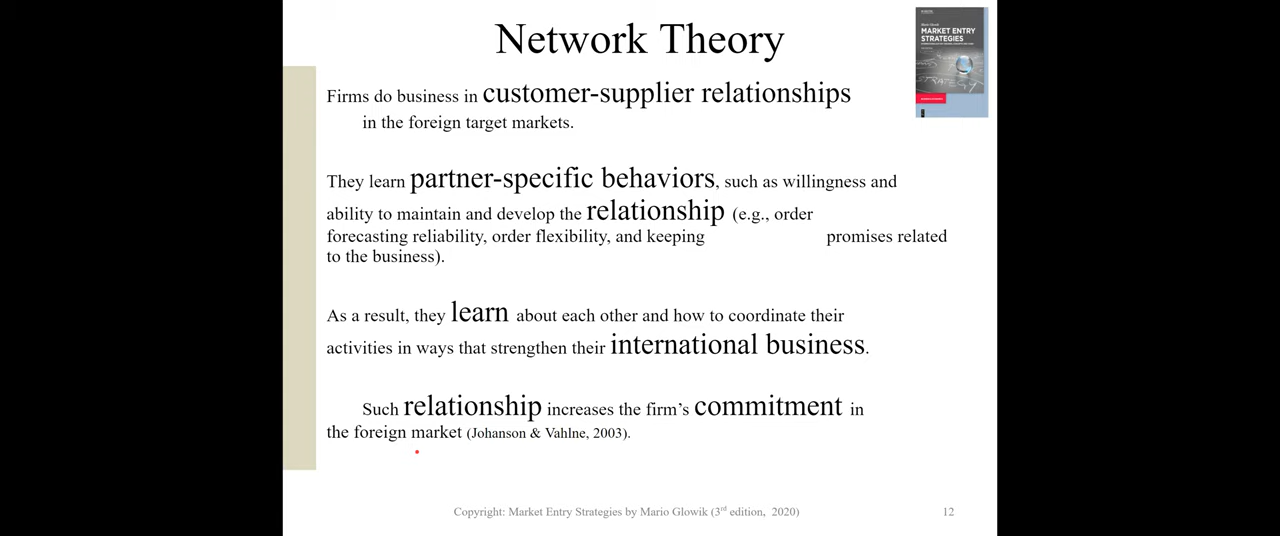 Network Theory
MARKET ENTRY
STRATEGIES
Firms do business in customer-supplier relationships
in the foreign target markets.
They learn partner-specific behaviors, such as willingness and
ability to maintain and develop the relationship (e.g., order
forecasting reliability, order flexibility, and keeping promises related
to the business).
As a result, they learn about each other and how to coordinate their
activities in ways that strengthen their international business.
Such relationship increases the firm's commitment in
the foreign market (Johanson & Vahlne, 2003).
Copyright: Market Entry Strategies by Mario Glowik (3rd edition, 2020)
12